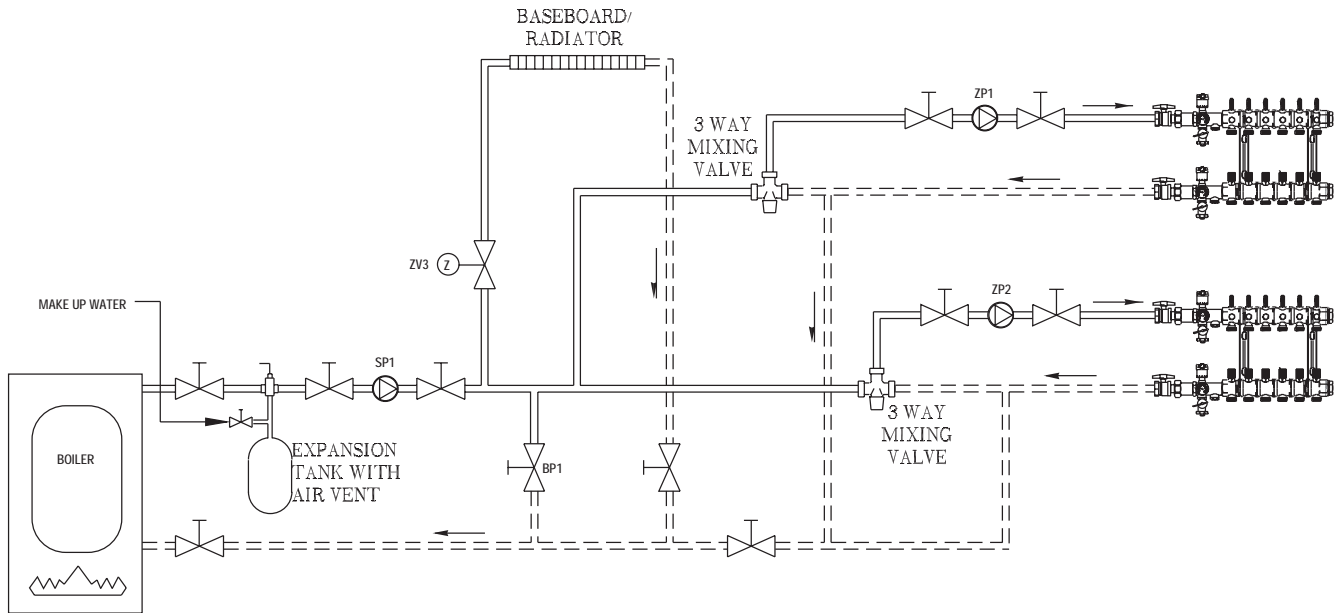 BASEBOARD/
RADIATOR
ZP1
3 WAY
MIXING
VALVE
ZV3
Z
MAKE UP WATER
ZP2
SP1
3 WAY
MIXING
VALVE
BOILER
EXPANSION
TANK WITH
AIR VENT
BP1